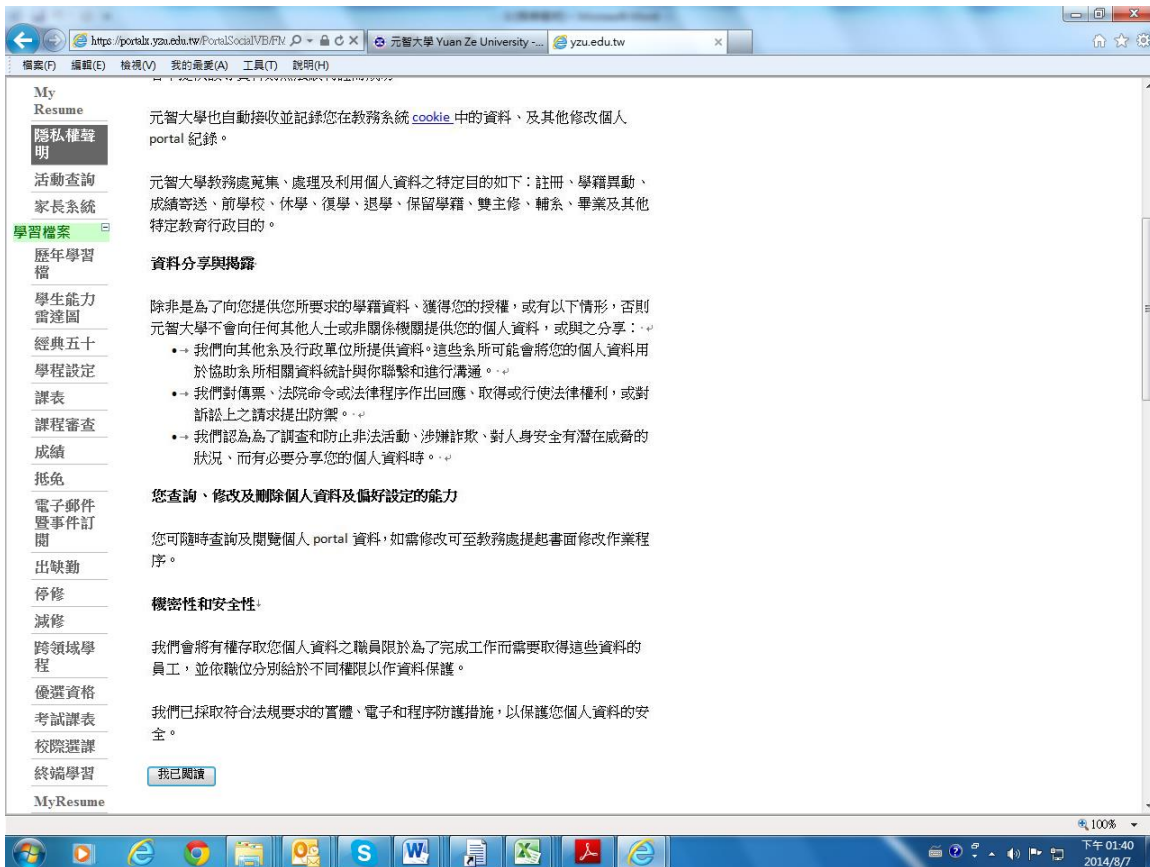 https://portalx.yzu.edu.tw/PortalSocialVB/FN
元智大學 Yuan Ze University -...
yzu.edu.tw
檔案(F) 編輯(E) 檢視(V) 我的最愛(A) 工具(T) 說明(H)
My
Resume
隱私權聲
明
活動查詢
家長系統
學習檔案
歷年學習
檔
學生能力
雷達圖
經典五十
學程設定
課表
課程審查
成績
抵免
電子郵件
暨事件訂
閱
出缺勤
停修
減修
跨領域學
程
優選資格
考試課表
校際選課
終端學習
MyResume
元智大學也自動接收並記錄您在教務系統 cookie 中的資料、及其他修改個人
portal 紀錄。
元智大學教務處蒐集、處理及利用個人資料之特定目的如下：註冊、學籍異動、
成績寄送、前學校、休學、復學、退學、保留學籍、雙主修、輔系、畢業及其他
特定教育行政目的。
資料分享與揭露
除非是為了向您提供您所要求的學籍資料、獲得您的授權，或有以下情形，否則
元智大學不會向任何其他人士或非關係機關提供您的個人資料，或與之分享：
•→ 我們向其他系及行政單位所提供資料。這些系所可能會將您的個人資料用
於協助系所相關資料統計與你聯繫和進行溝通。
•→ 我們對傳票、法院命令或法律程序作出回應、取得或行使法律權利，或對
訴訟上之請求提出防禦。
•→ 我們認為為了調查和防止非法活動、涉嫌詐欺、對人身安全有潛在威脅的
狀況、而有必要分享您的個人資料時。
您查詢、修改及刪除個人資料及偏好設定的能力
您可隨時查詢及閱覽個人 portal 資料，如需修改可至教務處提起書面修改作業程
序。
機密性和安全性
我們會將有權存取您個人資料之職員限於為了完成工作而需要取得這些資料的
員工，並依職位分別給於不同權限以作資料保護。
我們已採取符合法規要求的實體、電子和程序防護措施，以保護您個人資料的安
全。
我已閱讀
100%
下午 01:40
2014/8/7